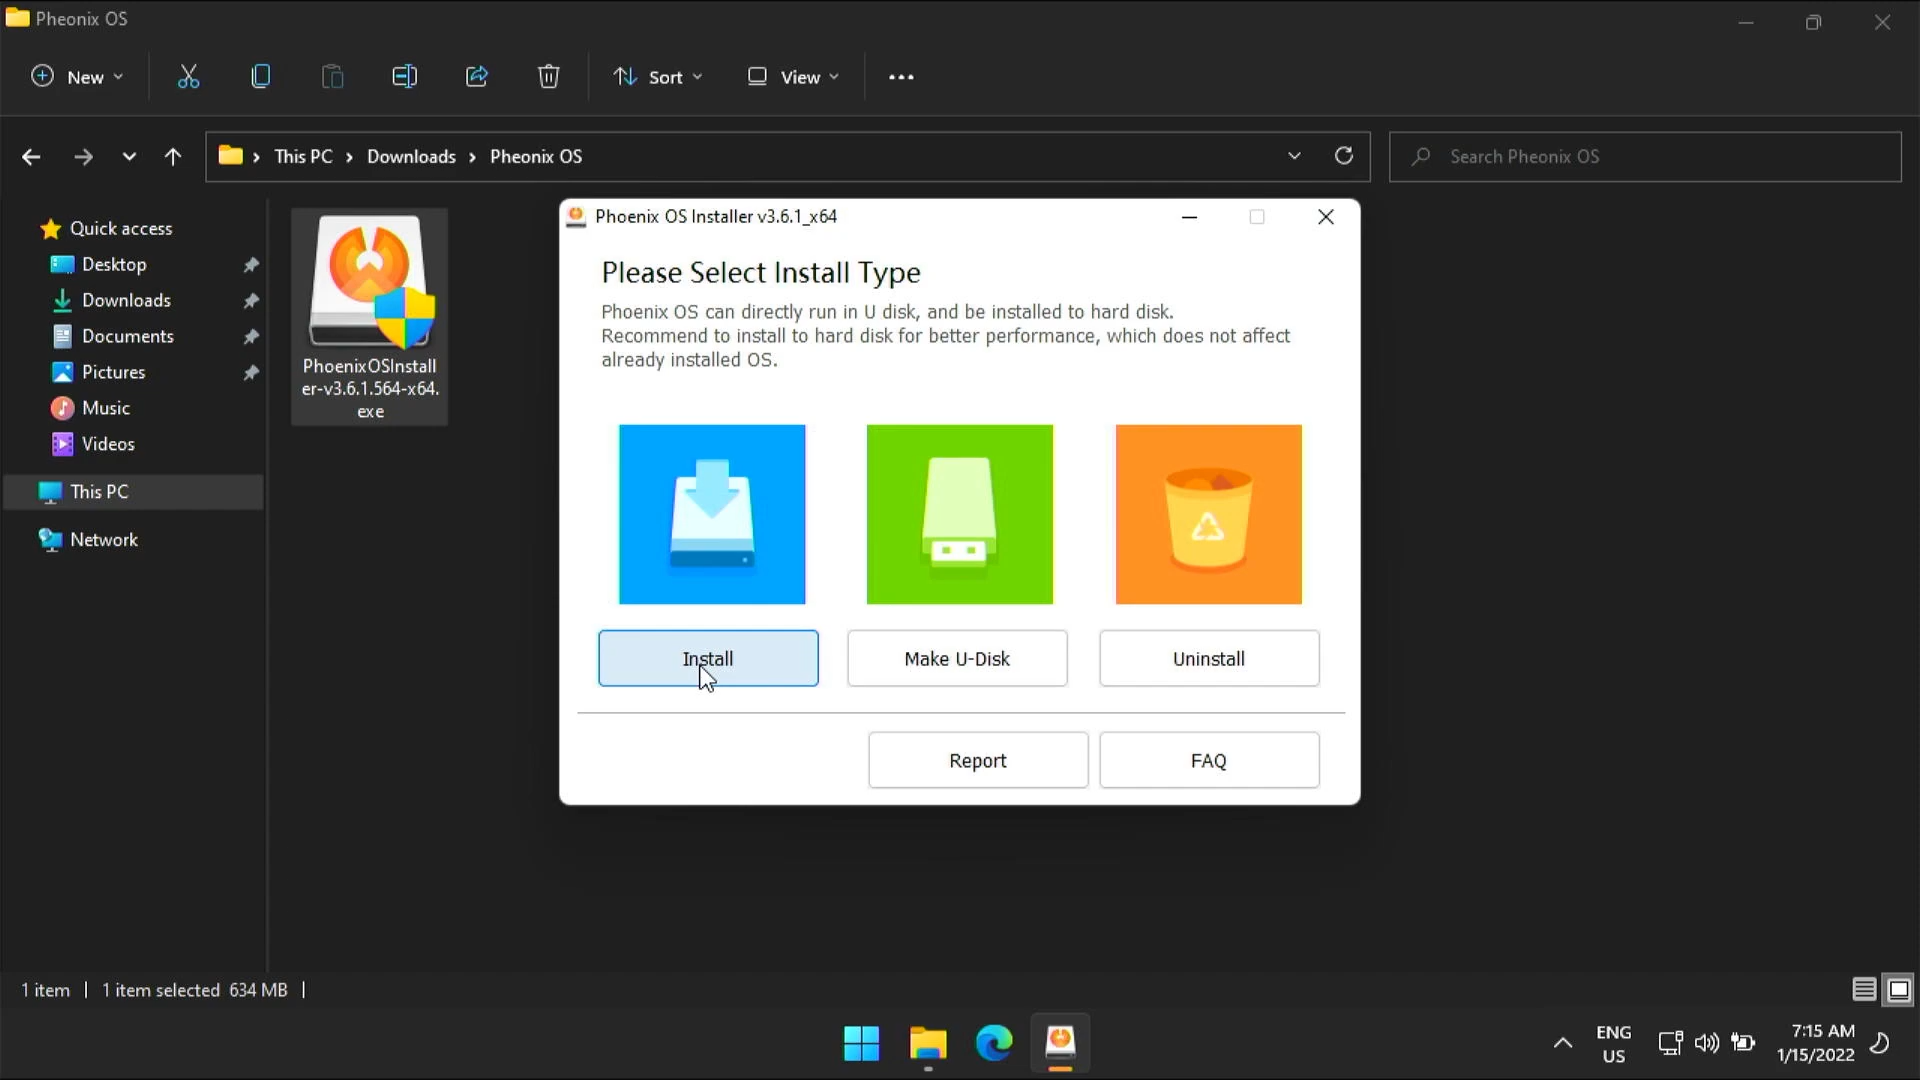 Pheonix OS
New
Sort
View
This PC
Downloads
Pheonix OS
Search Pheonix OS
Quick access
Desktop
Downloads
Documents
Pictures
Music
Videos
This PC
Network
PhoenixOSInstall
er-v3.6.1.564-x64.
exe
Phoenix OS Installer v3.6.1_x64
Please Select Install Type
Phoenix OS can directly run in U disk, and be installed to hard disk.
Recommend to install to hard disk for better performance, which does not affect
already installed OS.
Install
Make U-Disk
Uninstall
Report
FAQ
1 item
1 item selected 634 MB
ENG
US
7:15 AM
1/15/2022